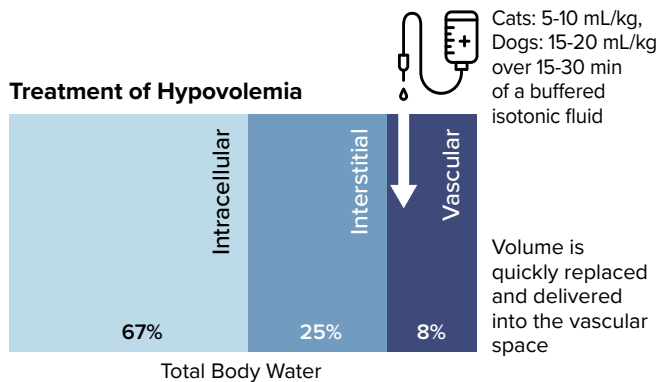 Cats: 5-10 mL/kg,
Dogs: 15-20 mL/kg
over 15-30 min
of a buffered
isotonic fluid
Treatment of Hypovolemia
Intracellular
Interstitial
Vascular
67%
25%
8%
Volume is
quickly replaced
and delivered
into the vascular
space
Total Body Water